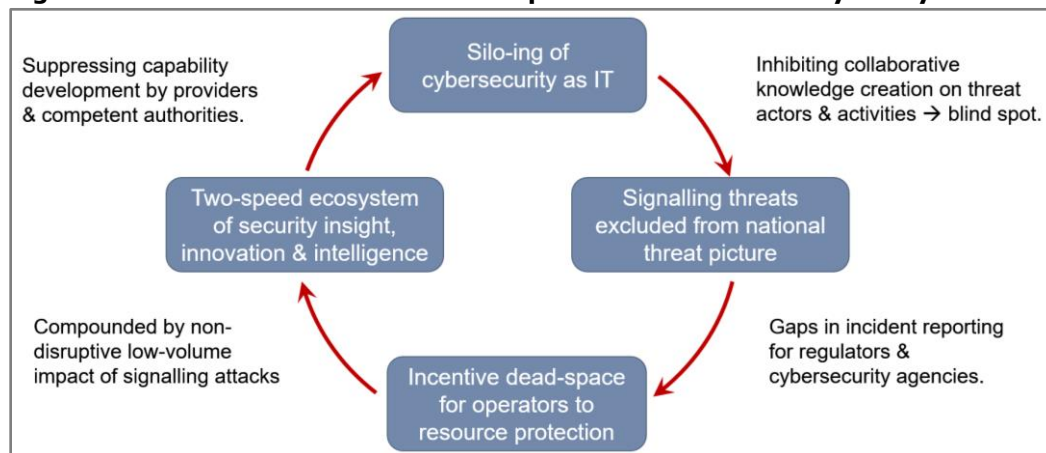 Silo-ing of
cybersecurity as IT
Inhibiting collaborative
knowledge creation on threat
actors & activities → blind spot.
Signalling threats
excluded from national
threat picture
Gaps in incident reporting
for regulators &
cybersecurity agencies.
Incentive dead-space
for operators to
resource protection
Compounded by non-
disruptive low-volume
impact of signalling attacks
Two-speed ecosystem
of security insight,
innovation & intelligence
Suppressing capability
development by providers
& competent authorities.